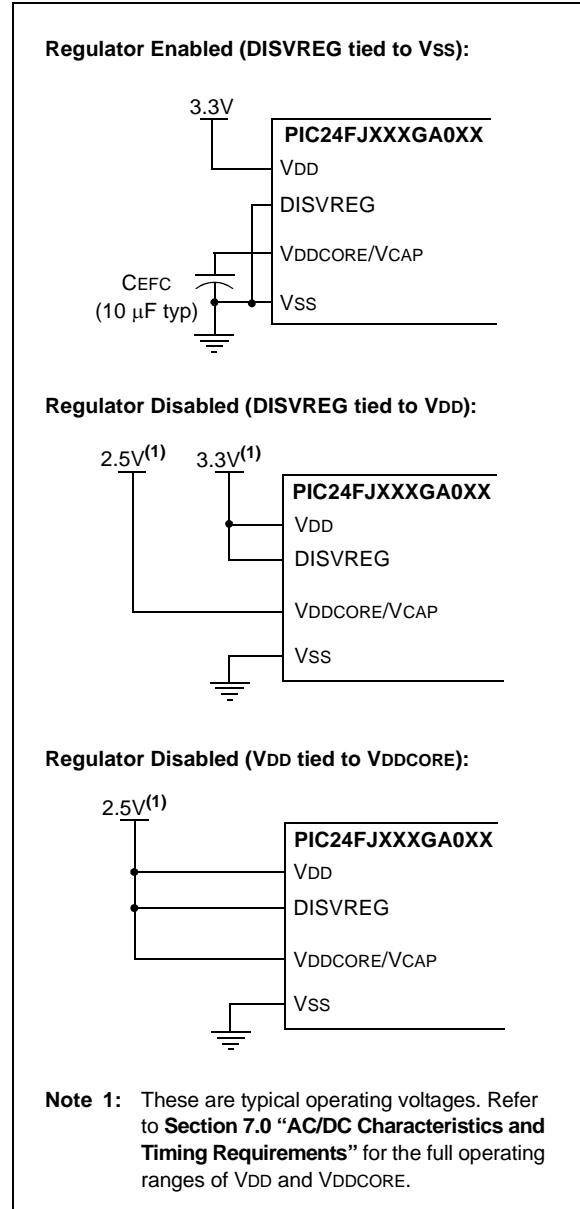 Regulator Enabled (DISVREG tied to VSS):
3.3V
PIC24FJXXXGA0XX
VDD
DISVREG
VDDCORE/VCAP
CEFC
(10 μF typ)
VSS
Regulator Disabled (DISVREG tied to VDD):
2.5V(1) 3.3V(1)
PIC24FJXXXGA0XX
VDD
DISVREG
VDDCORE/VCAP
VSS
Regulator Disabled (VDD tied to VDDCORE):
2.5V(1)
PIC24FJXXXGA0XX
VDD
DISVREG
VDDCORE/VCAP
VSS
Note 1: These are typical operating voltages. Refer
to Section 7.0 “AC/DC Characteristics and
Timing Requirements” for the full operating
ranges of VDD and VDDCORE.